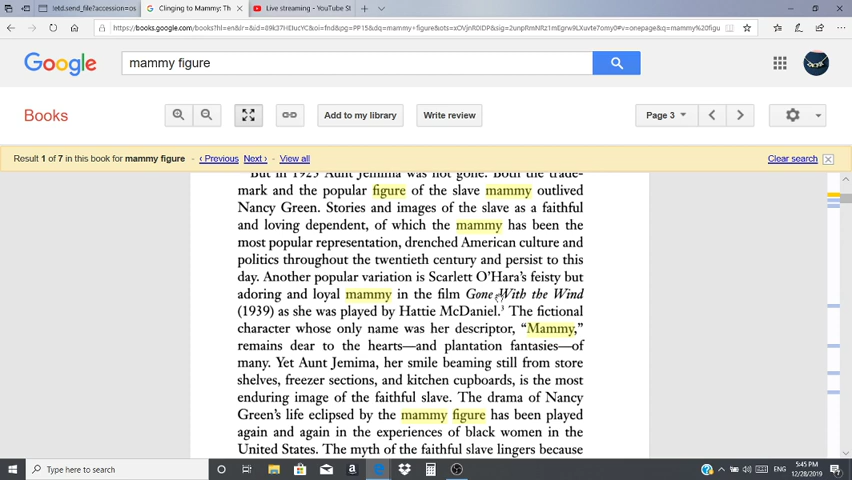 !etd.send_file?accession=os
Clinging to Mammy: Th
Live streaming - YouTube St
Google
mammy figure
Books
Add to my library
Write review
Page 3
Result 1 of 7 in this book for mammy figure - ‹ Previous Next › - View all
Clear search
But in 1923 Aunt Jemima was not gone. Both the trade-
mark and the popular figure of the slave mammy outlived
Nancy Green. Stories and images of the slave as a faithful
and loving dependent, of which the mammy has been the
most popular representation, drenched American culture and
politics throughout the twentieth century and persist to this
day. Another popular variation is Scarlett O'Hara's feisty but
adoring and loyal mammy in the film Gone With the Wind
(1939) as she was played by Hattie McDaniel.³ The fictional
character whose only name was her descriptor, “Mammy,”
remains dear to the hearts—and plantation fantasies—of
many. Yet Aunt Jemima, her smile beaming still from store
shelves, freezer sections, and kitchen cupboards, is the most
enduring image of the faithful slave. The drama of Nancy
Green's life eclipsed by the mammy figure has been played
again and again in the experiences of black women in the
United States. The myth of the faithful slave lingers because
Type here to search
5:45 PM
12/28/2019